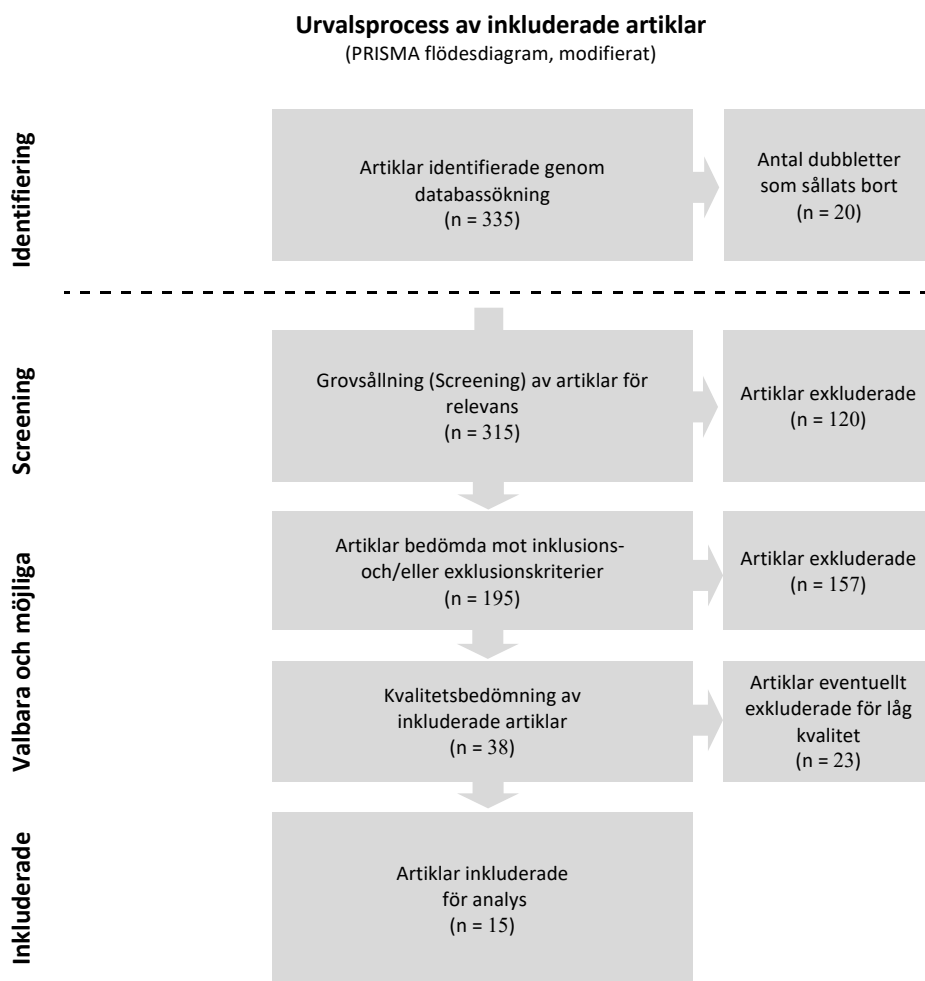 Urvalsprocess av inkluderade artiklar
(PRISMA flödesdiagram, modifierat)
Identifiering
Artiklar identifierade genom
databassökning
(n = 335)
Antal dubbletter
som sållats bort
(n = 20)
Screening
Grovsållning (Screening) av artiklar för
relevans
(n = 315)
Artiklar exkluderade
(n = 120)
Valbara och möjliga
Artiklar bedömda mot inklusions-
och/eller exklusionskriterier
(n = 195)
Artiklar exkluderade
(n = 157)
Kvalitetsbedömning av
inkluderade artiklar
(n = 38)
Artiklar eventuellt
exkluderade för låg
kvalitet
(n = 23)
Inkluderade
Artiklar inkluderade
för analys
(n = 15)